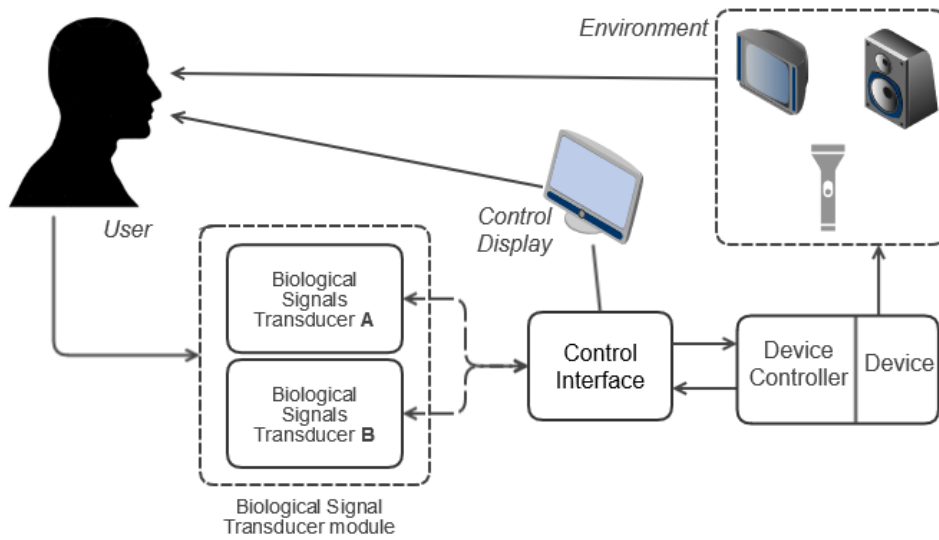 Environment
User
Control
Display
Biological
Signals
Transducer A
Biological
Signals
Transducer B
Control
Interface
Device
Controller
Device
Biological Signal
Transducer module